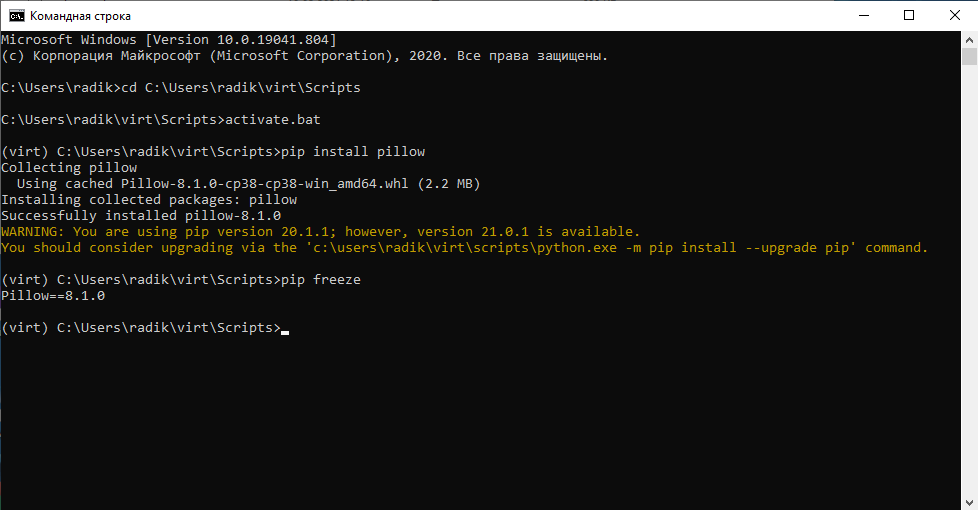 Командная строка
Microsoft Windows [Version 10.0.19041.804]
(c) Корпорация Майкрософт (Microsoft Corporation), 2020. Все права защищены.
C:\Users\radik>cd C:\Users\radik\virt\Scripts
C:\Users\radik\virt\Scripts>activate.bat
(virt) C:\Users\radik\virt\Scripts>pip install pillow
Collecting pillow
  Using cached Pillow-8.1.0-cp38-cp38-win_amd64.whl (2.2 MB)
Installing collected packages: pillow
Successfully installed pillow-8.1.0
WARNING: You are using pip version 20.1.1; however, version 21.0.1 is available.
You should consider upgrading via the 'c:\users\radik\virt\scripts\python.exe -m pip install --upgrade pip' command.
(virt) C:\Users\radik\virt\Scripts>pip freeze
Pillow==8.1.0
(virt) C:\Users\radik\virt\Scripts>